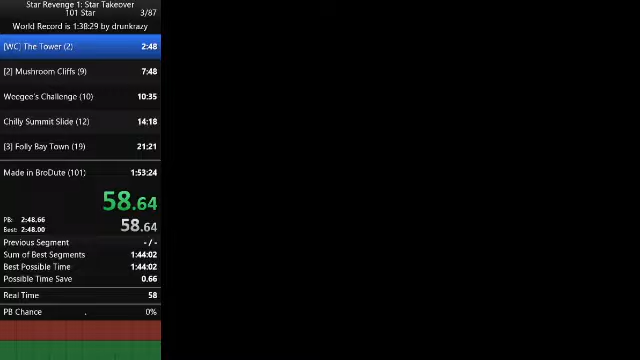 Star Revenge 1: Star Takeover
101 Star 3/87
World Record is 1:38:29 by drunkrazy
[WC] The Tower (2) 2:48
[2] Mushroom Cliffs (9) 7:48
Weegee's Challenge (10) 10:35
Chilly Summit Slide (12) 14:18
[3] Folly Bay Town (19) 21:21
Made in BroDute (101) 1:53:24
58.64
PB: 2:48.66
Best: 2:48.00
58.64
Previous Segment - / -
Sum of Best Segments 1:44:02
Best Possible Time 1:44:02
Possible Time Save 0.66
Real Time 58
PB Chance . 0%